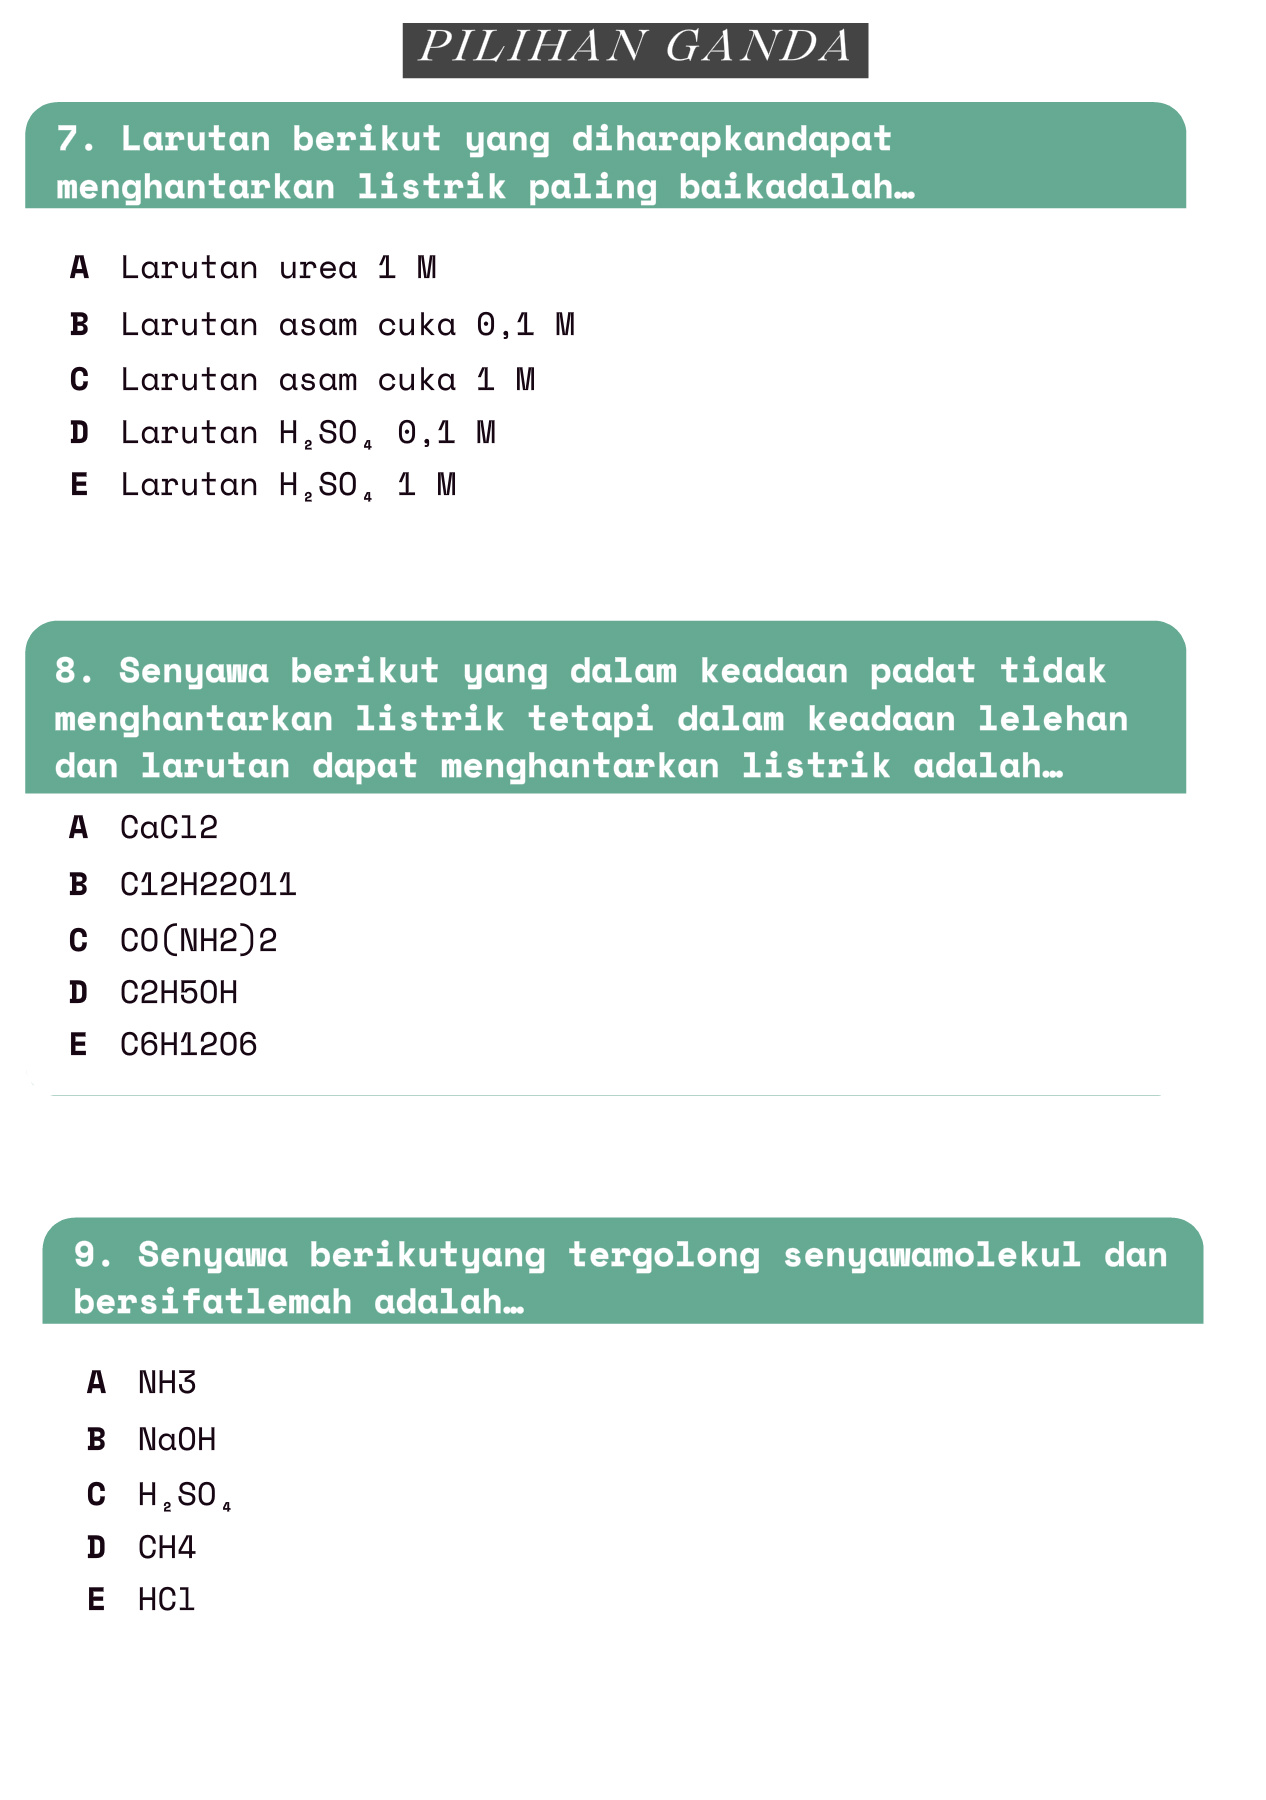 PILIHAN GANDA
7. Larutan berikut yang diharapkandapat
menghantarkan listrik paling baikadalah…
A Larutan urea 1 M
B Larutan asam cuka 0,1 M
C Larutan asam cuka 1 M
D Larutan H₂SO₄ 0,1 M
E Larutan H₂SO₄ 1 M
8. Senyawa berikut yang dalam keadaan padat tidak
menghantarkan listrik tetapi dalam keadaan lelehan
dan larutan dapat menghantarkan listrik adalah…
A CaCl2
B C12H22O11
C CO(NH2)2
D C2H5OH
E C6H12O6
9. Senyawa berikutyang tergolong senyawamolekul dan
bersifatlemah adalah…
A NH3
B NaOH
C H₂SO₄
D CH4
E HCl